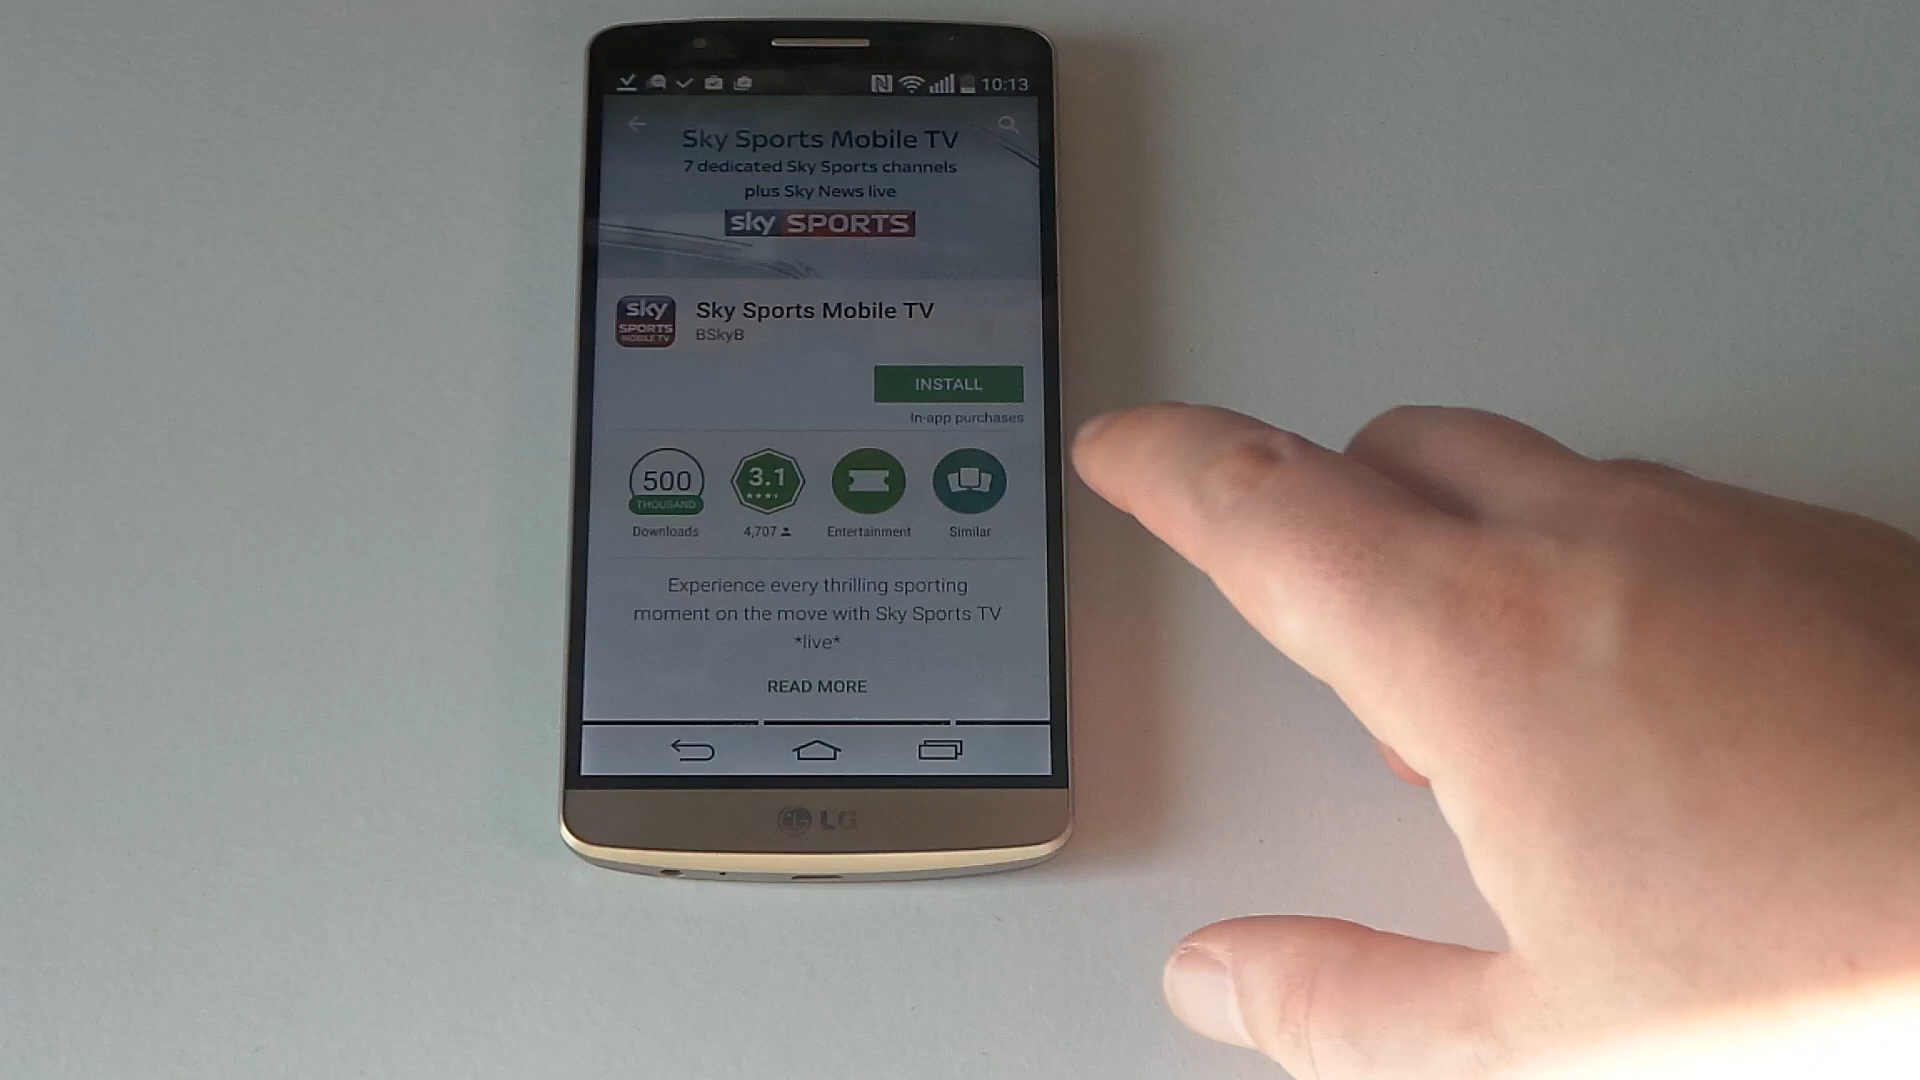 10:13
Sky Sports Mobile TV
7 dedicated Sky Sports channels
plus Sky News live
sky SPORTS
sky
SPORTS
MOBILE TV
Sky Sports Mobile TV
BSkyB
INSTALL
In-app purchases
500
THOUSAND
Downloads
3.1
4,707
Entertainment
Similar
Experience every thrilling sporting
moment on the move with Sky Sports TV
*live*
READ MORE
LG